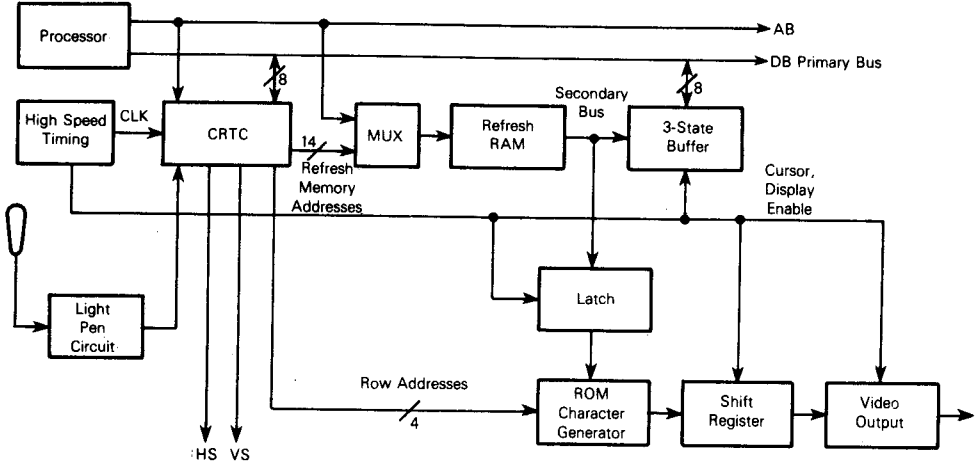 Processor
AB
DB Primary Bus
8
8
High Speed
Timing
CLK
CRTC
14
Refresh
Memory
Addresses
MUX
Refresh
RAM
Secondary
Bus
3-State
Buffer
Cursor,
Display
Enable
Latch
Light
Pen
Circuit
Row Addresses
4
ROM
Character
Generator
Shift
Register
Video
Output
HS VS